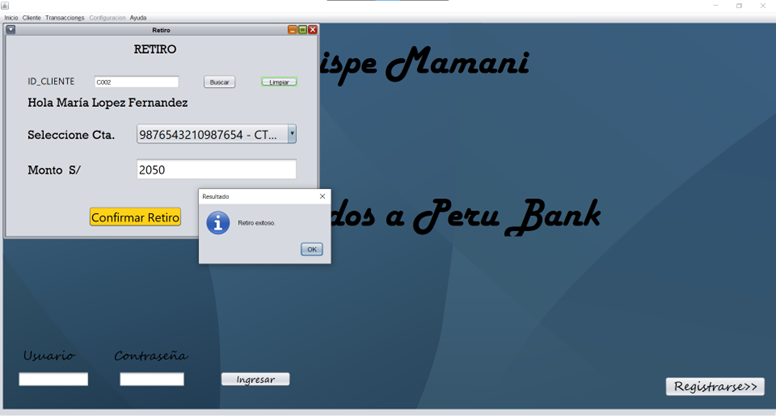 Inicio Cliente Transacciones Configuracion Ayuda
Retiro
RETIRO
ID_CLIENTE C002 Buscar Limpiar
Hola María Lopez Fernandez
Seleccione Cta. 9876543210987654 - CT...
Monto S/ 2050
Confirmar Retiro
ispe Mamani
dos a Peru Bank
Resultado
Retiro exitoso
OK
Usuario Contraseña
Ingresar
Registrarse>>